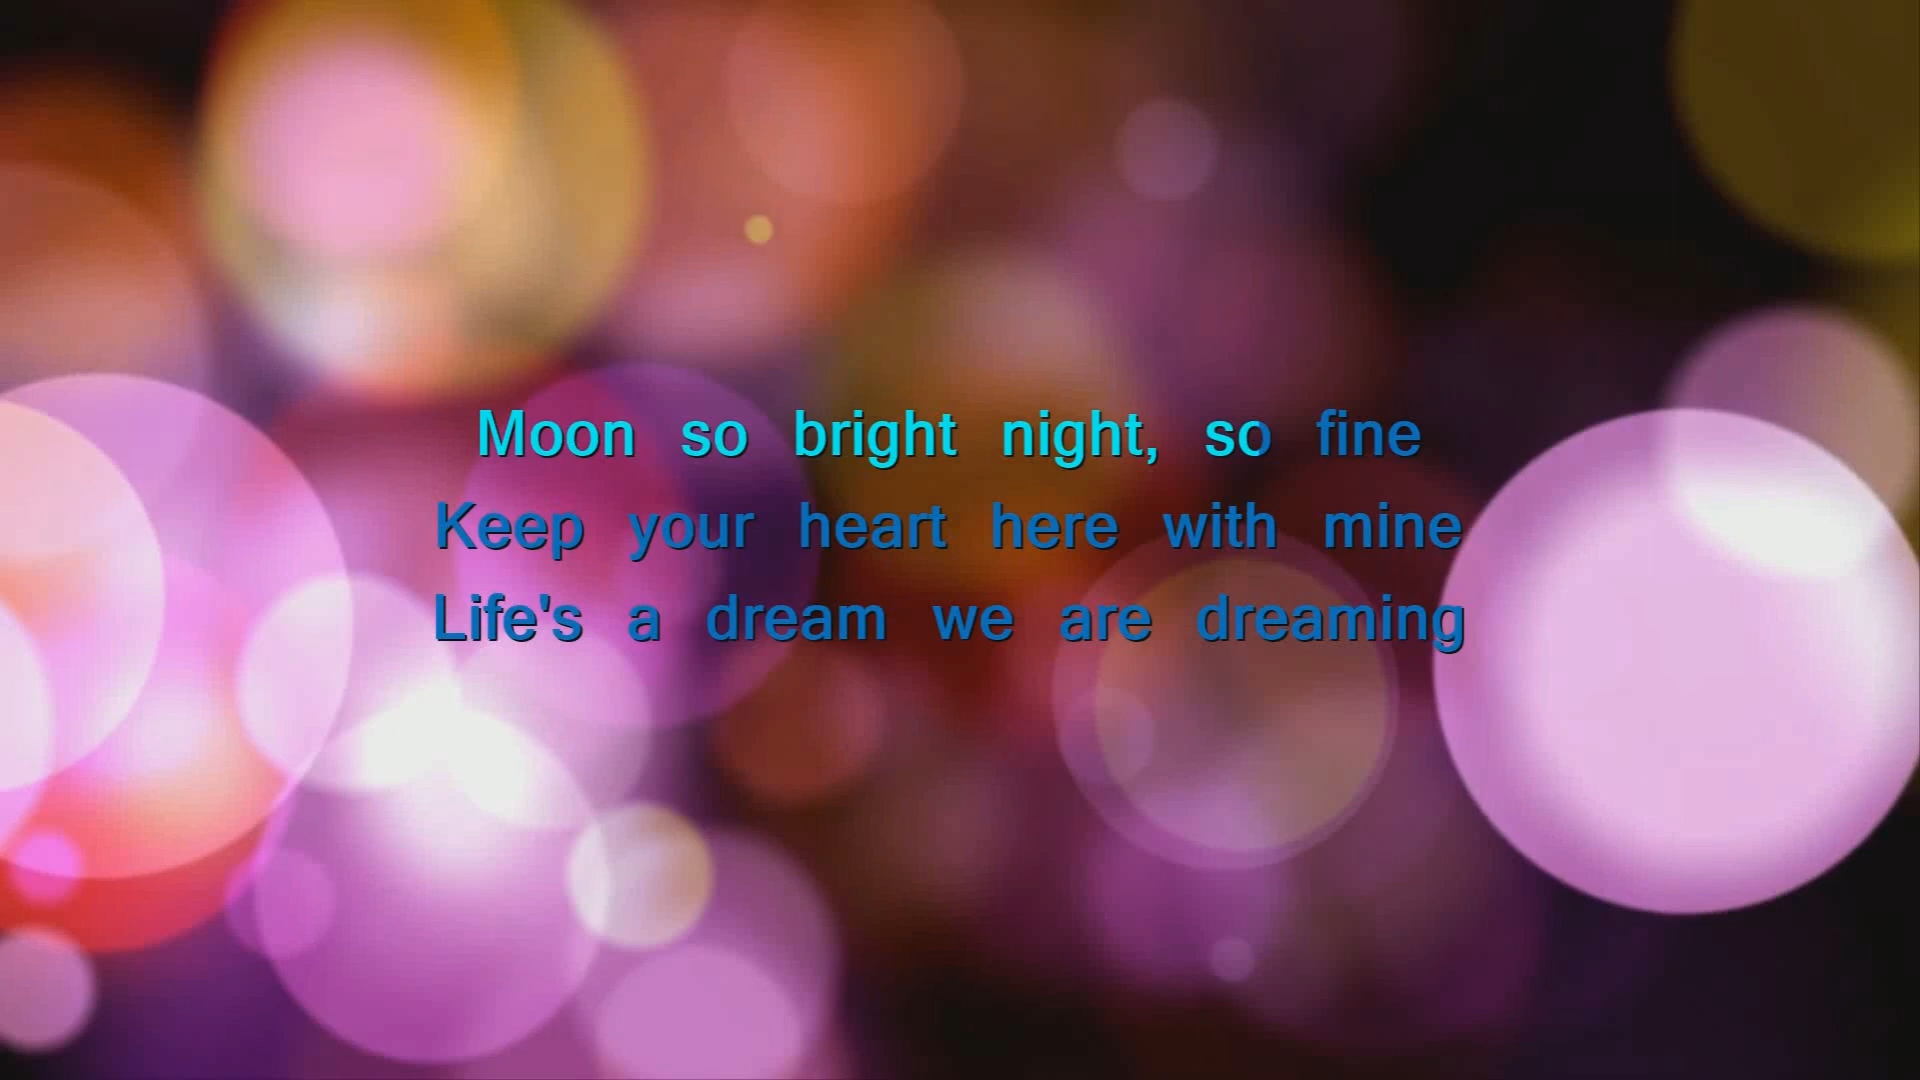 Moon so bright night, so fine
Keep your heart here with mine
Life's a dream we are dreaming